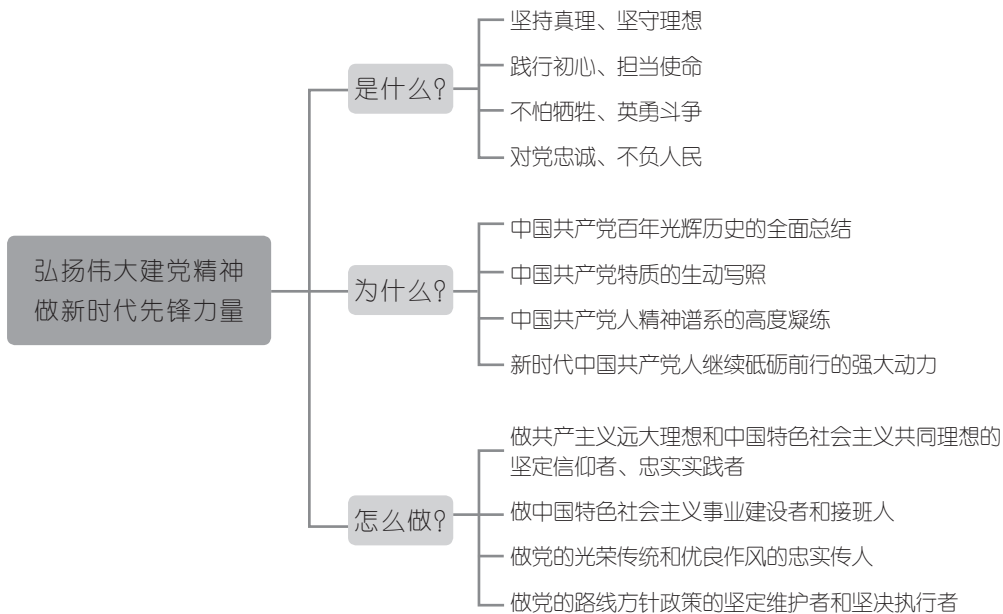 弘扬伟大建党精神
做新时代先锋力量
是什么?
坚持真理、坚守理想
践行初心、担当使命
不怕牺牲、英勇斗争
对党忠诚、不负人民
为什么?
中国共产党百年光辉历史的全面总结
中国共产党特质的生动写照
中国共产党人精神谱系的高度凝练
新时代中国共产党人继续砥砺前行的强大动力
怎么做?
做共产主义远大理想和中国特色社会主义共同理想的
坚定信仰者、忠实实践者
做中国特色社会主义事业建设者和接班人
做党的光荣传统和优良作风的忠实传人
做党的路线方针政策的坚定维护者和坚决执行者